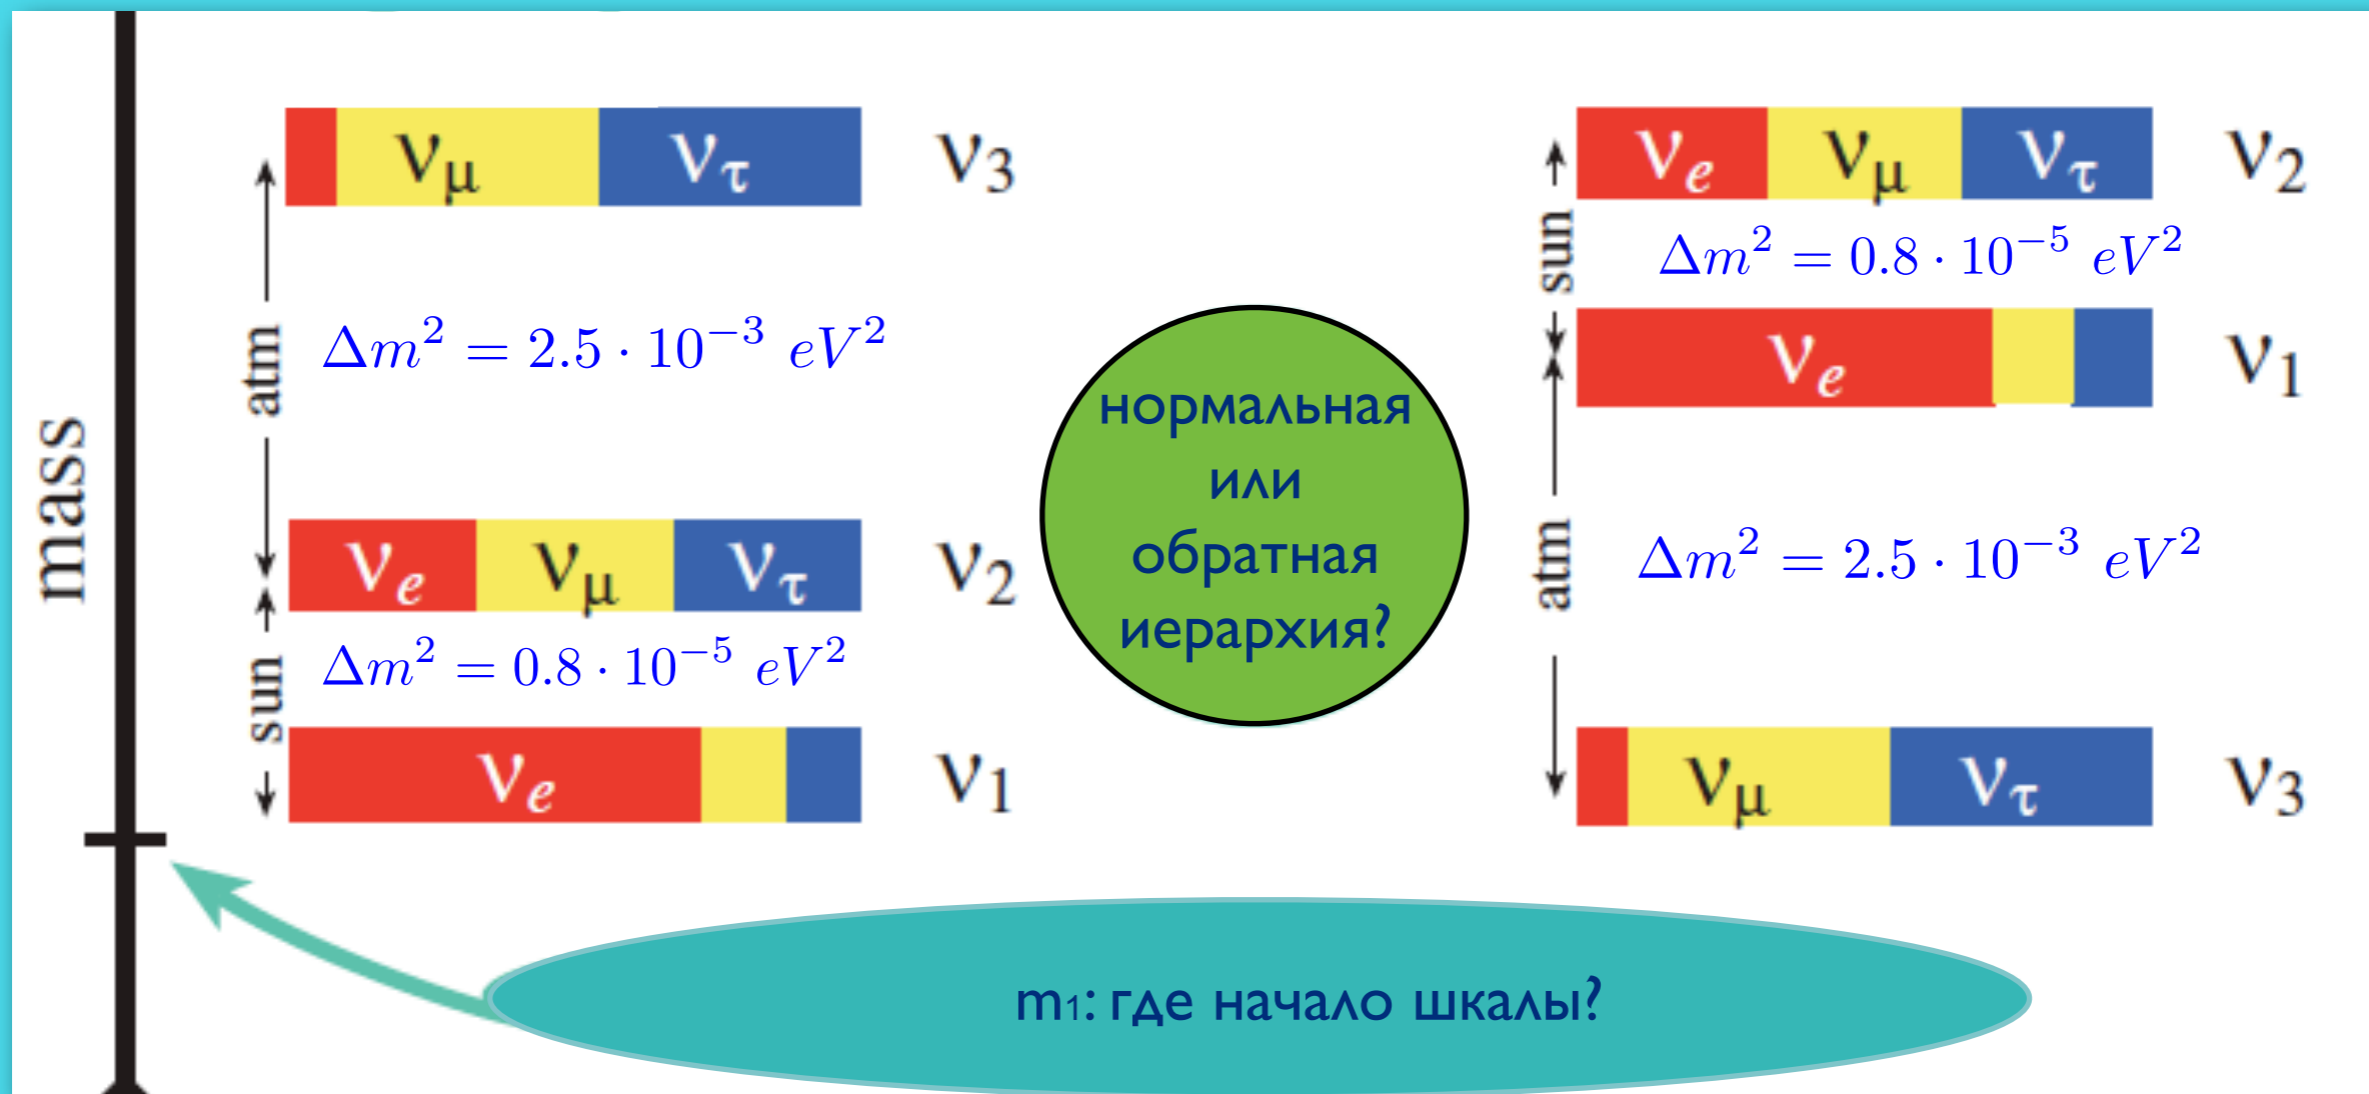 mass
νμ ντ ν3
atm
Δm² = 2.5 · 10⁻³ eV²
νe νμ ντ ν2
sun
Δm² = 0.8 · 10⁻⁵ eV²
νe ν1
нормальная
или
обратная
иерархия?
νe νμ ντ ν2
sun
Δm² = 0.8 · 10⁻⁵ eV²
νe ν1
atm
Δm² = 2.5 · 10⁻³ eV²
νμ ντ ν3
m1: где начало шкалы?